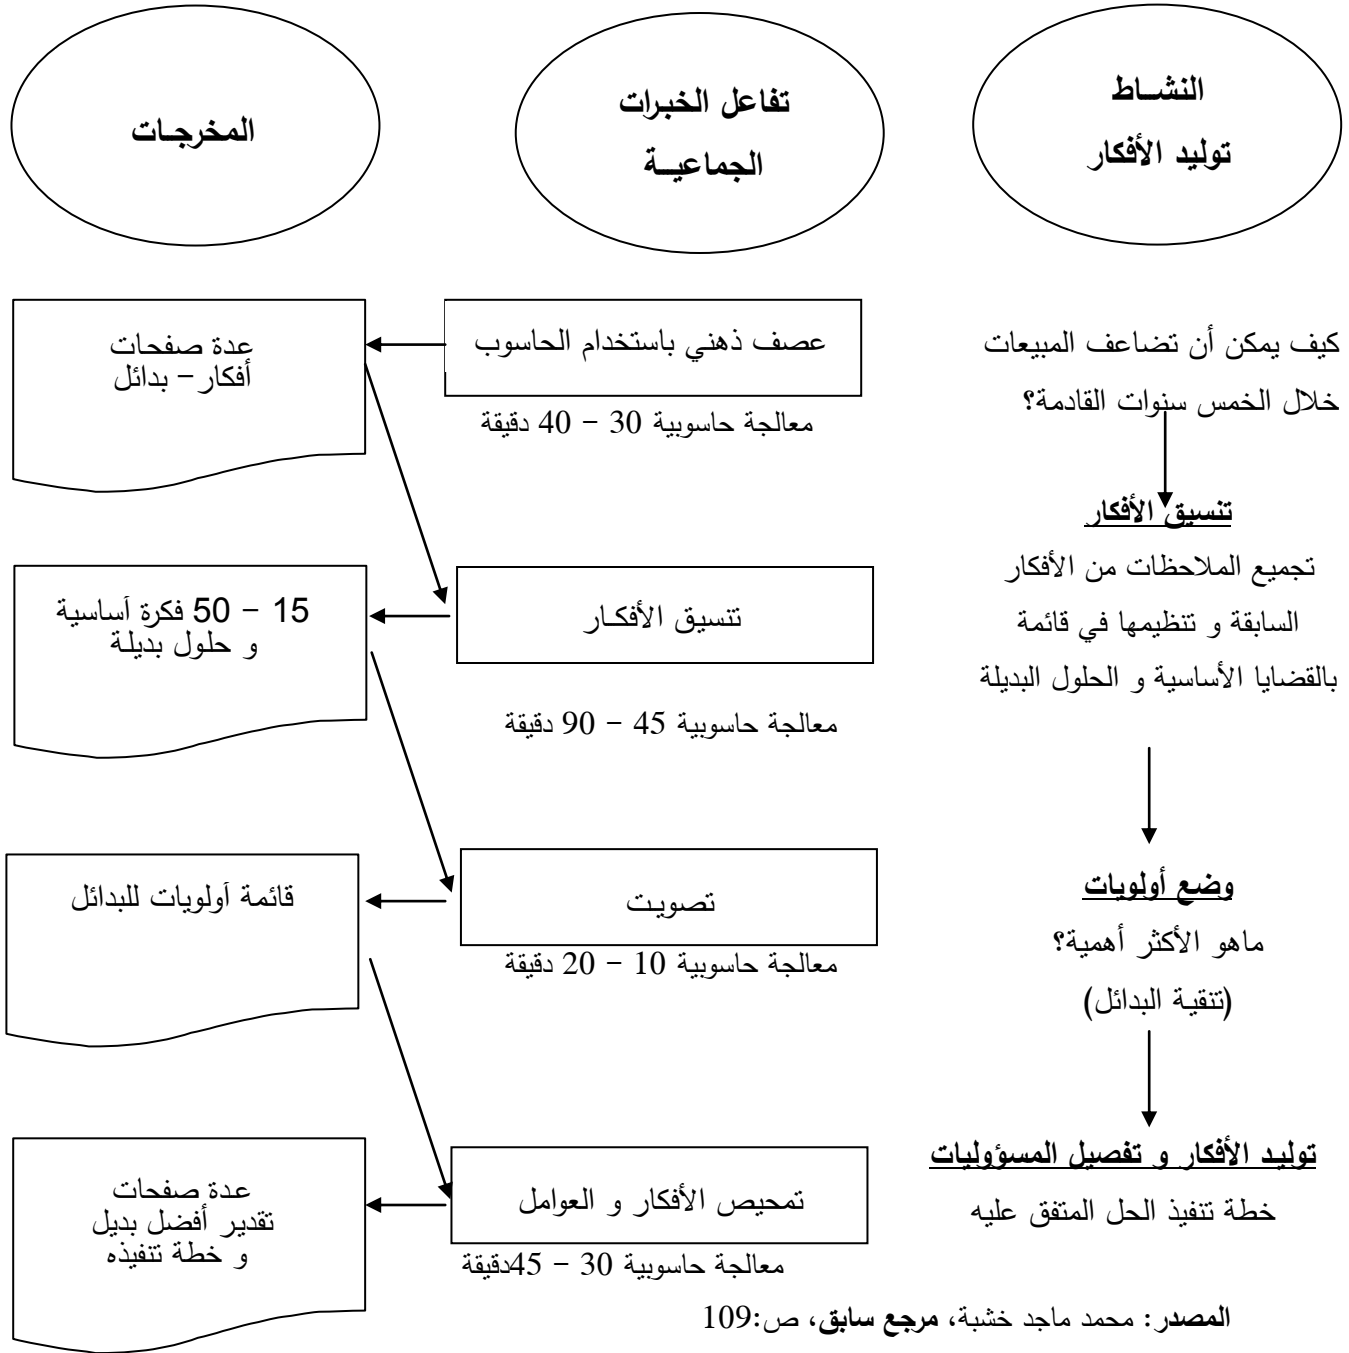 النشــاط
توليد الأفكار
تفاعل الخبرات
الجماعيــة
المخرجـات
كيف يمكن أن تضاعف المبيعات
خلال الخمس سنوات القادمة؟
عصف ذهني باستخدام الحاسوب
معالجة حاسوبية 30 – 40 دقيقة
عدة صفحات
أفكار – بدائل
تنسيق الأفكار
تجميع الملاحظات من الأفكار
السابقة و تنظيمها في قائمة
بالقضايا الأساسية و الحلول البديلة
تنسيق الأفكـار
معالجة حاسوبية 45 – 90 دقيقة
15 – 50 فكرة أساسية
و حلول بديلة
وضع أولويات
ماهو الأكثر أهمية؟
(تنقية البدائل)
تصويت
معالجة حاسوبية 10 – 20 دقيقة
قائمة أولويات للبدائل
توليد الأفكار و تفصيل المسؤوليات
خطة تنفيذ الحل المتفق عليه
تمحيص الأفكار و العوامل
معالجة حاسوبية 30 – 45دقيقة
عدة صفحات
تقدير أفضل بديل
و خطة تنفيذه
المصدر: محمد ماجد خشبة، مرجع سابق، ص:109